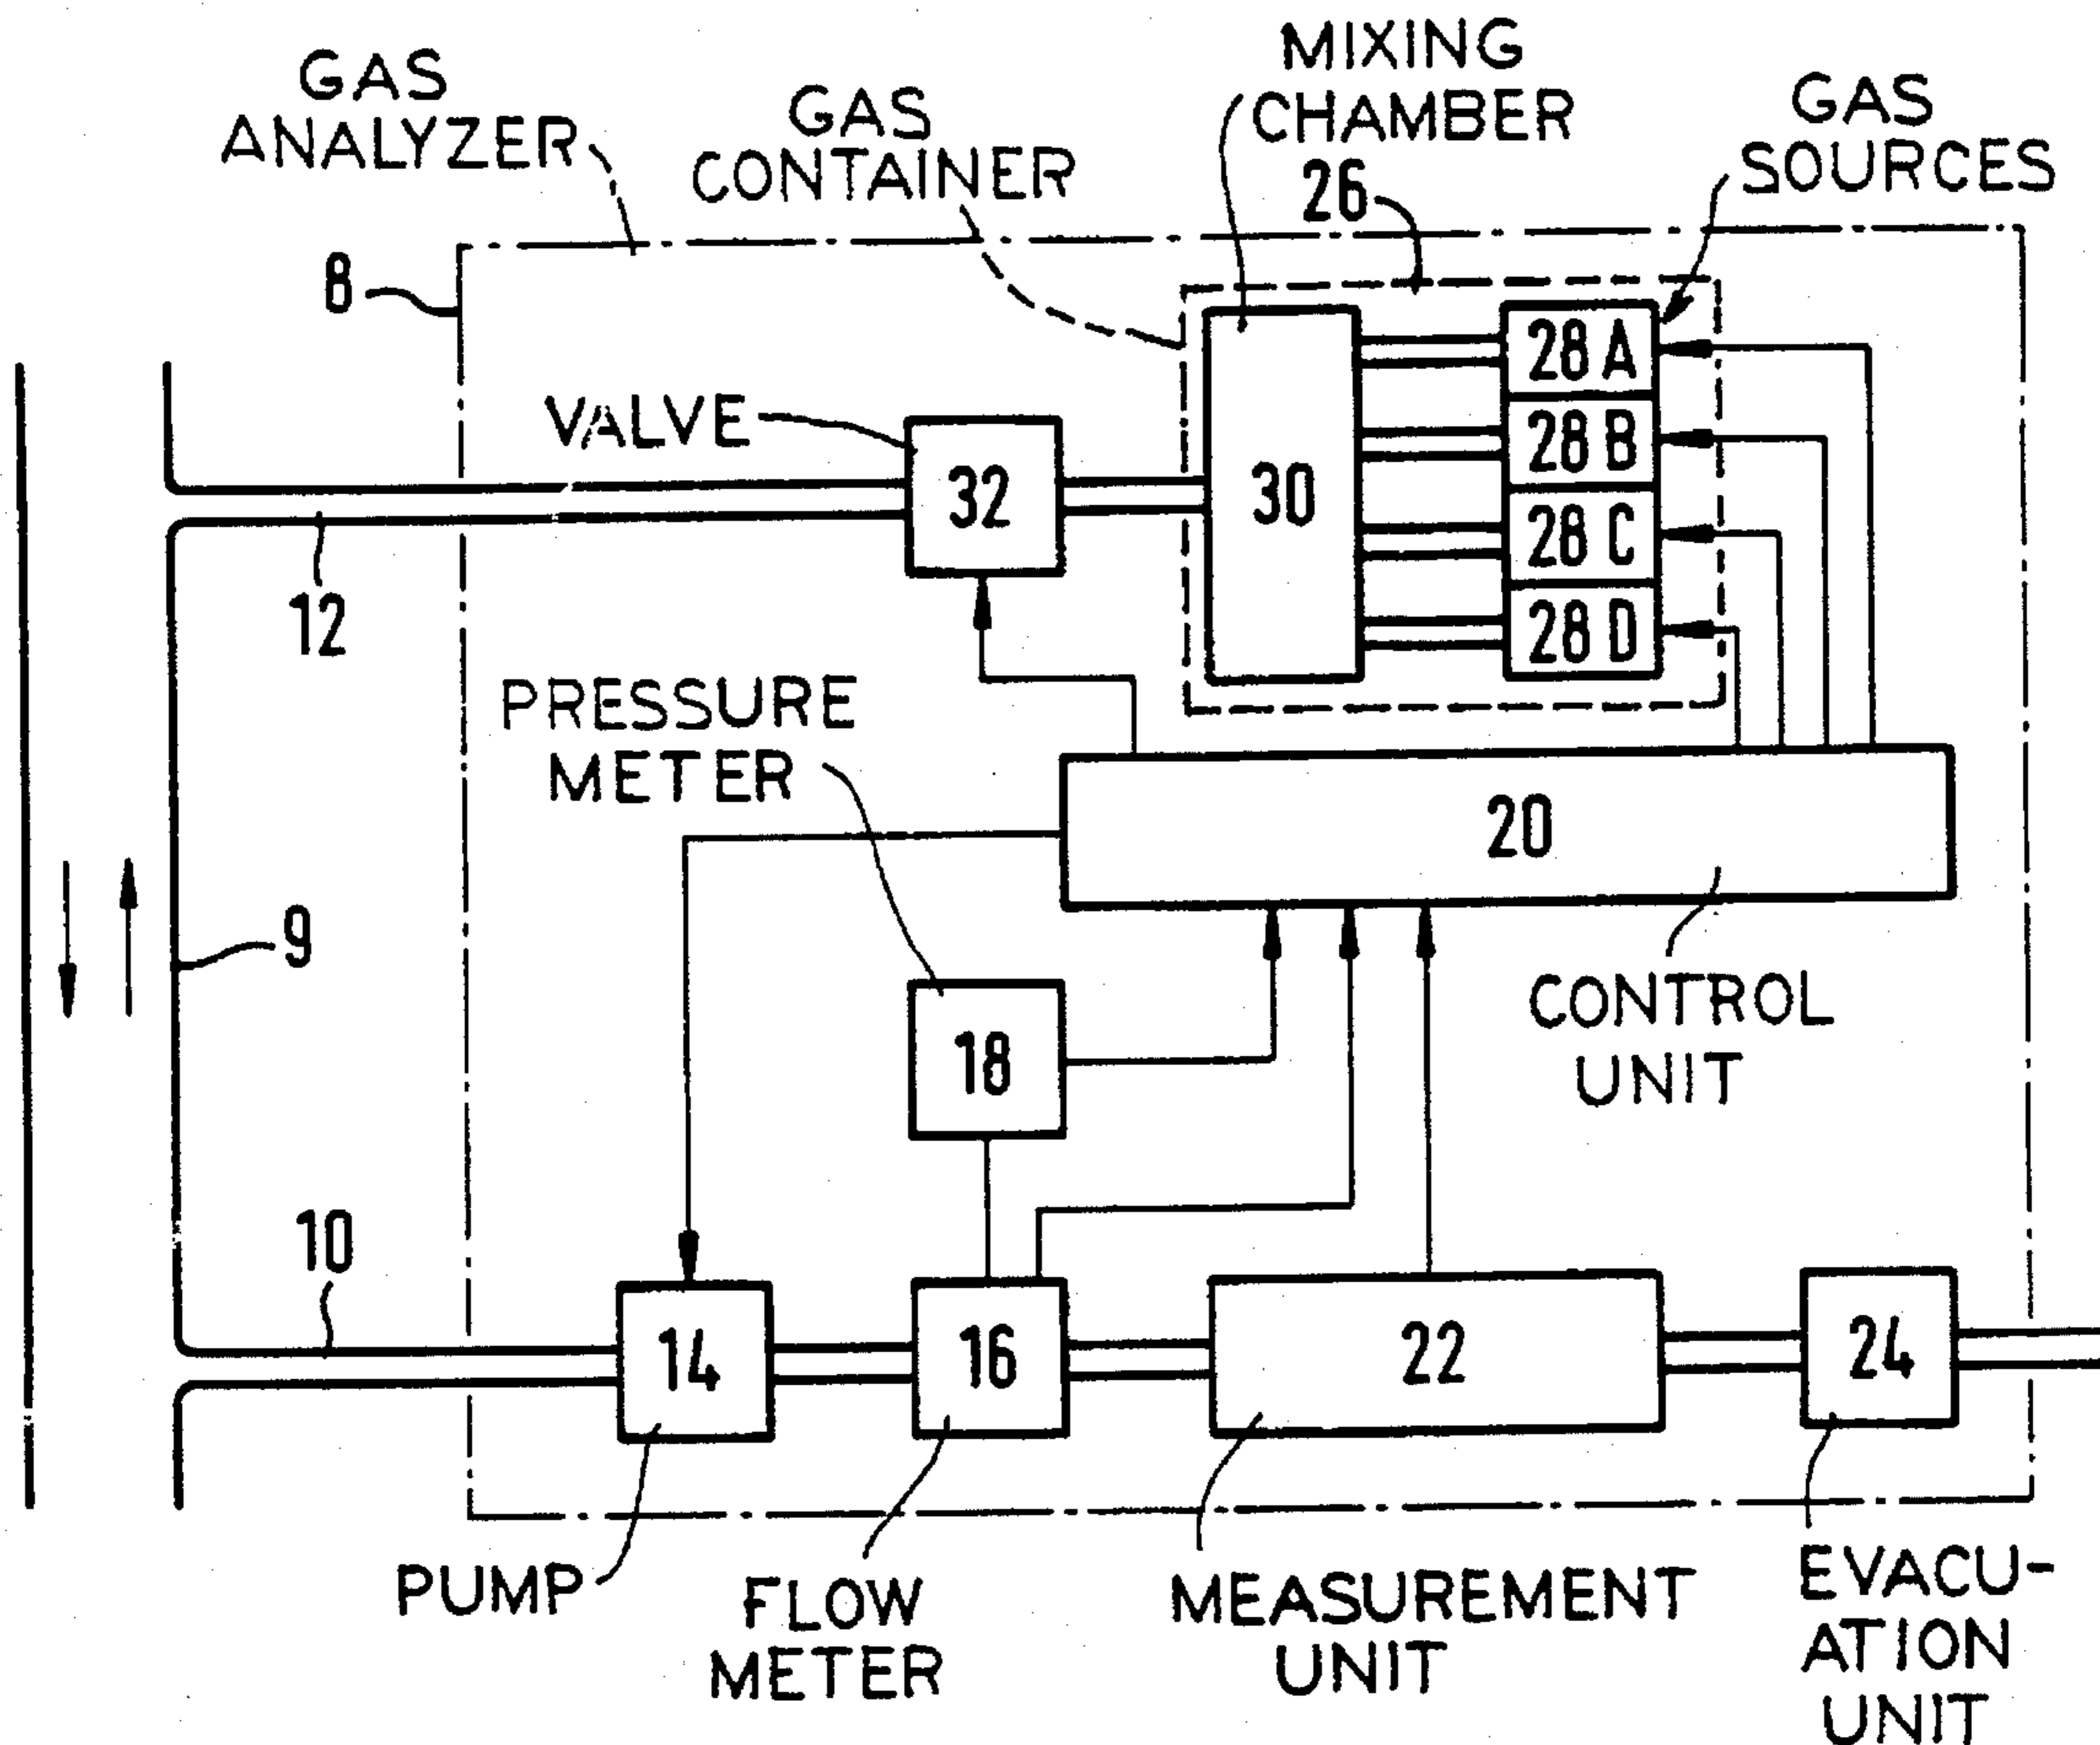 GAS
ANALYZER
GAS
CONTAINER
MIXING
CHAMBER
GAS
SOURCES
26
8
28 A
28 B
28 C
28 D
VALVE
32
30
12
PRESSURE
METER
20
9
18
CONTROL
UNIT
10
14
16
22
24
PUMP
FLOW
METER
MEASUREMENT
UNIT
EVACU-
ATION
UNIT